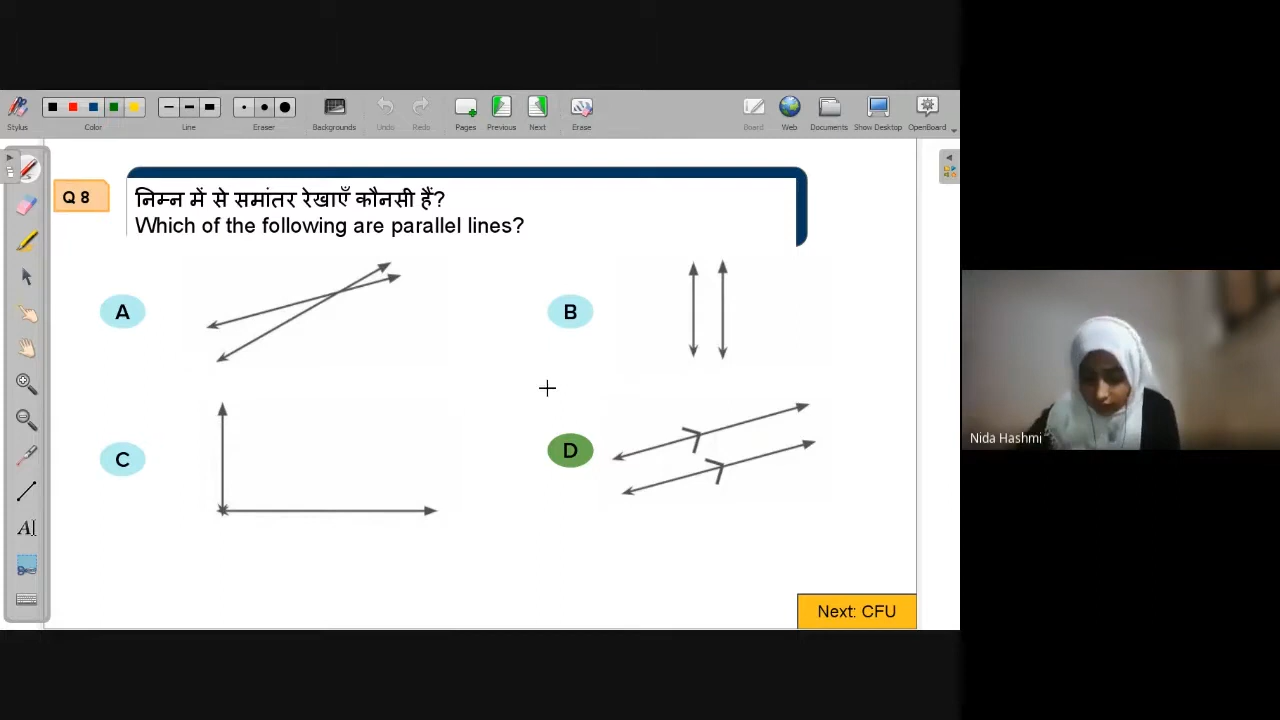 Stylus
Color
Line
Eraser
Backgrounds
Undo
Redo
Pages
Previous
Next
Erase
Board
Web
Documents
Show Desktop
OpenBoard
Q 8
निम्न में से समांतर रेखाएँ कौनसी हैं?
Which of the following are parallel lines?
A
B
C
D
Next: CFU
Nida Hashmi